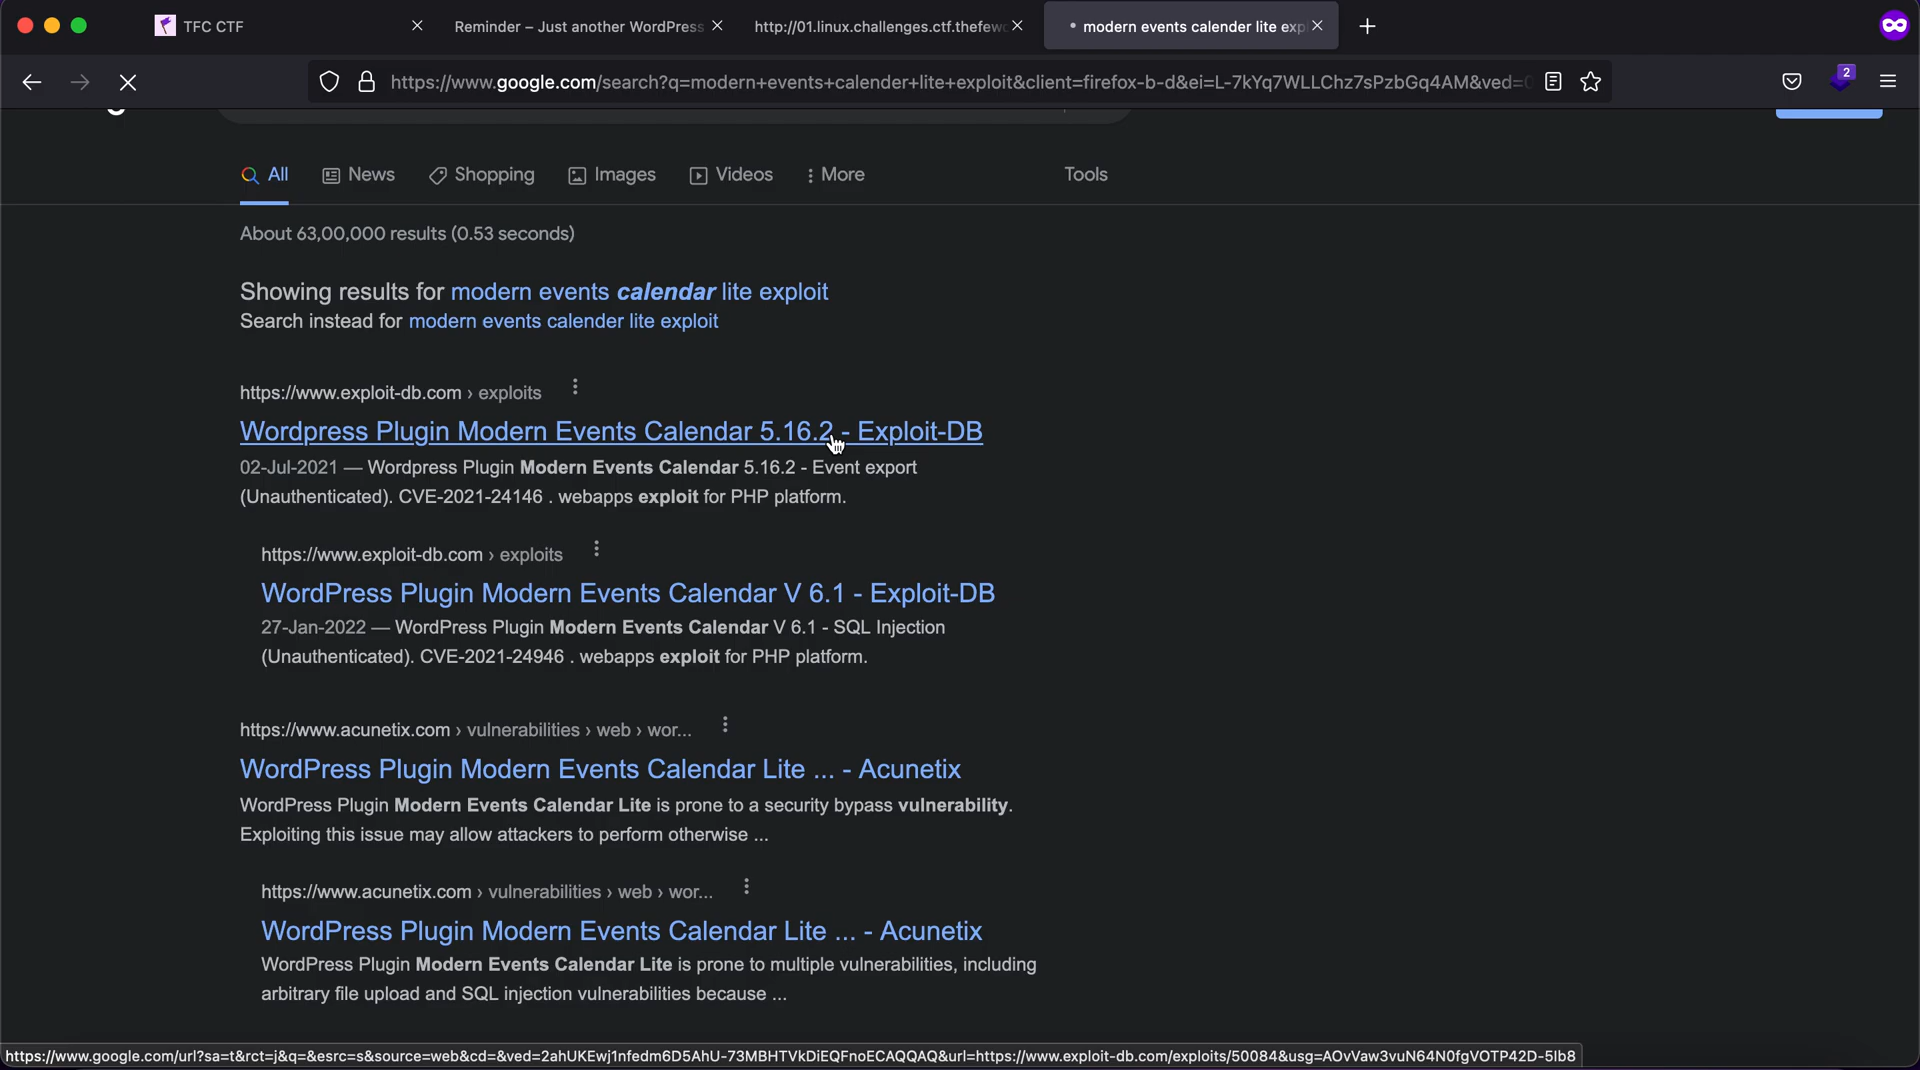 TFC CTF
Reminder – Just another WordPress
http://01.linux.challenges.ctf.thefew
modern events calender lite exp
https://www.google.com/search?q=modern+events+calender+lite+exploit&client=firefox-b-d&ei=L-7kYq7WLLChz7sPzbGq4AM&ved=
2
All
News
Shopping
Images
Videos
More
Tools
About 63,00,000 results (0.53 seconds)
Showing results for modern events calendar lite exploit
Search instead for modern events calender lite exploit
https://www.exploit-db.com › exploits
Wordpress Plugin Modern Events Calendar 5.16.2 - Exploit-DB
02-Jul-2021 — Wordpress Plugin Modern Events Calendar 5.16.2 - Event export
(Unauthenticated). CVE-2021-24146 . webapps exploit for PHP platform.
https://www.exploit-db.com › exploits
WordPress Plugin Modern Events Calendar V 6.1 - Exploit-DB
27-Jan-2022 — WordPress Plugin Modern Events Calendar V 6.1 - SQL Injection
(Unauthenticated). CVE-2021-24946 . webapps exploit for PHP platform.
https://www.acunetix.com › vulnerabilities › web › wor...
WordPress Plugin Modern Events Calendar Lite ... - Acunetix
WordPress Plugin Modern Events Calendar Lite is prone to a security bypass vulnerability.
Exploiting this issue may allow attackers to perform otherwise ...
https://www.acunetix.com › vulnerabilities › web › wor...
WordPress Plugin Modern Events Calendar Lite ... - Acunetix
WordPress Plugin Modern Events Calendar Lite is prone to multiple vulnerabilities, including
arbitrary file upload and SQL injection vulnerabilities because ...
https://www.google.com/url?sa=t&rct=j&q=&esrc=s&source=web&cd=&ved=2ahUKEwj1nfedm6D5AhU-73MBHTVkDiEQFnoECAQQAQ&url=https://www.exploit-db.com/exploits/50084&usg=AOvVaw3vuN64N0fgVOTP42D-5Ib8